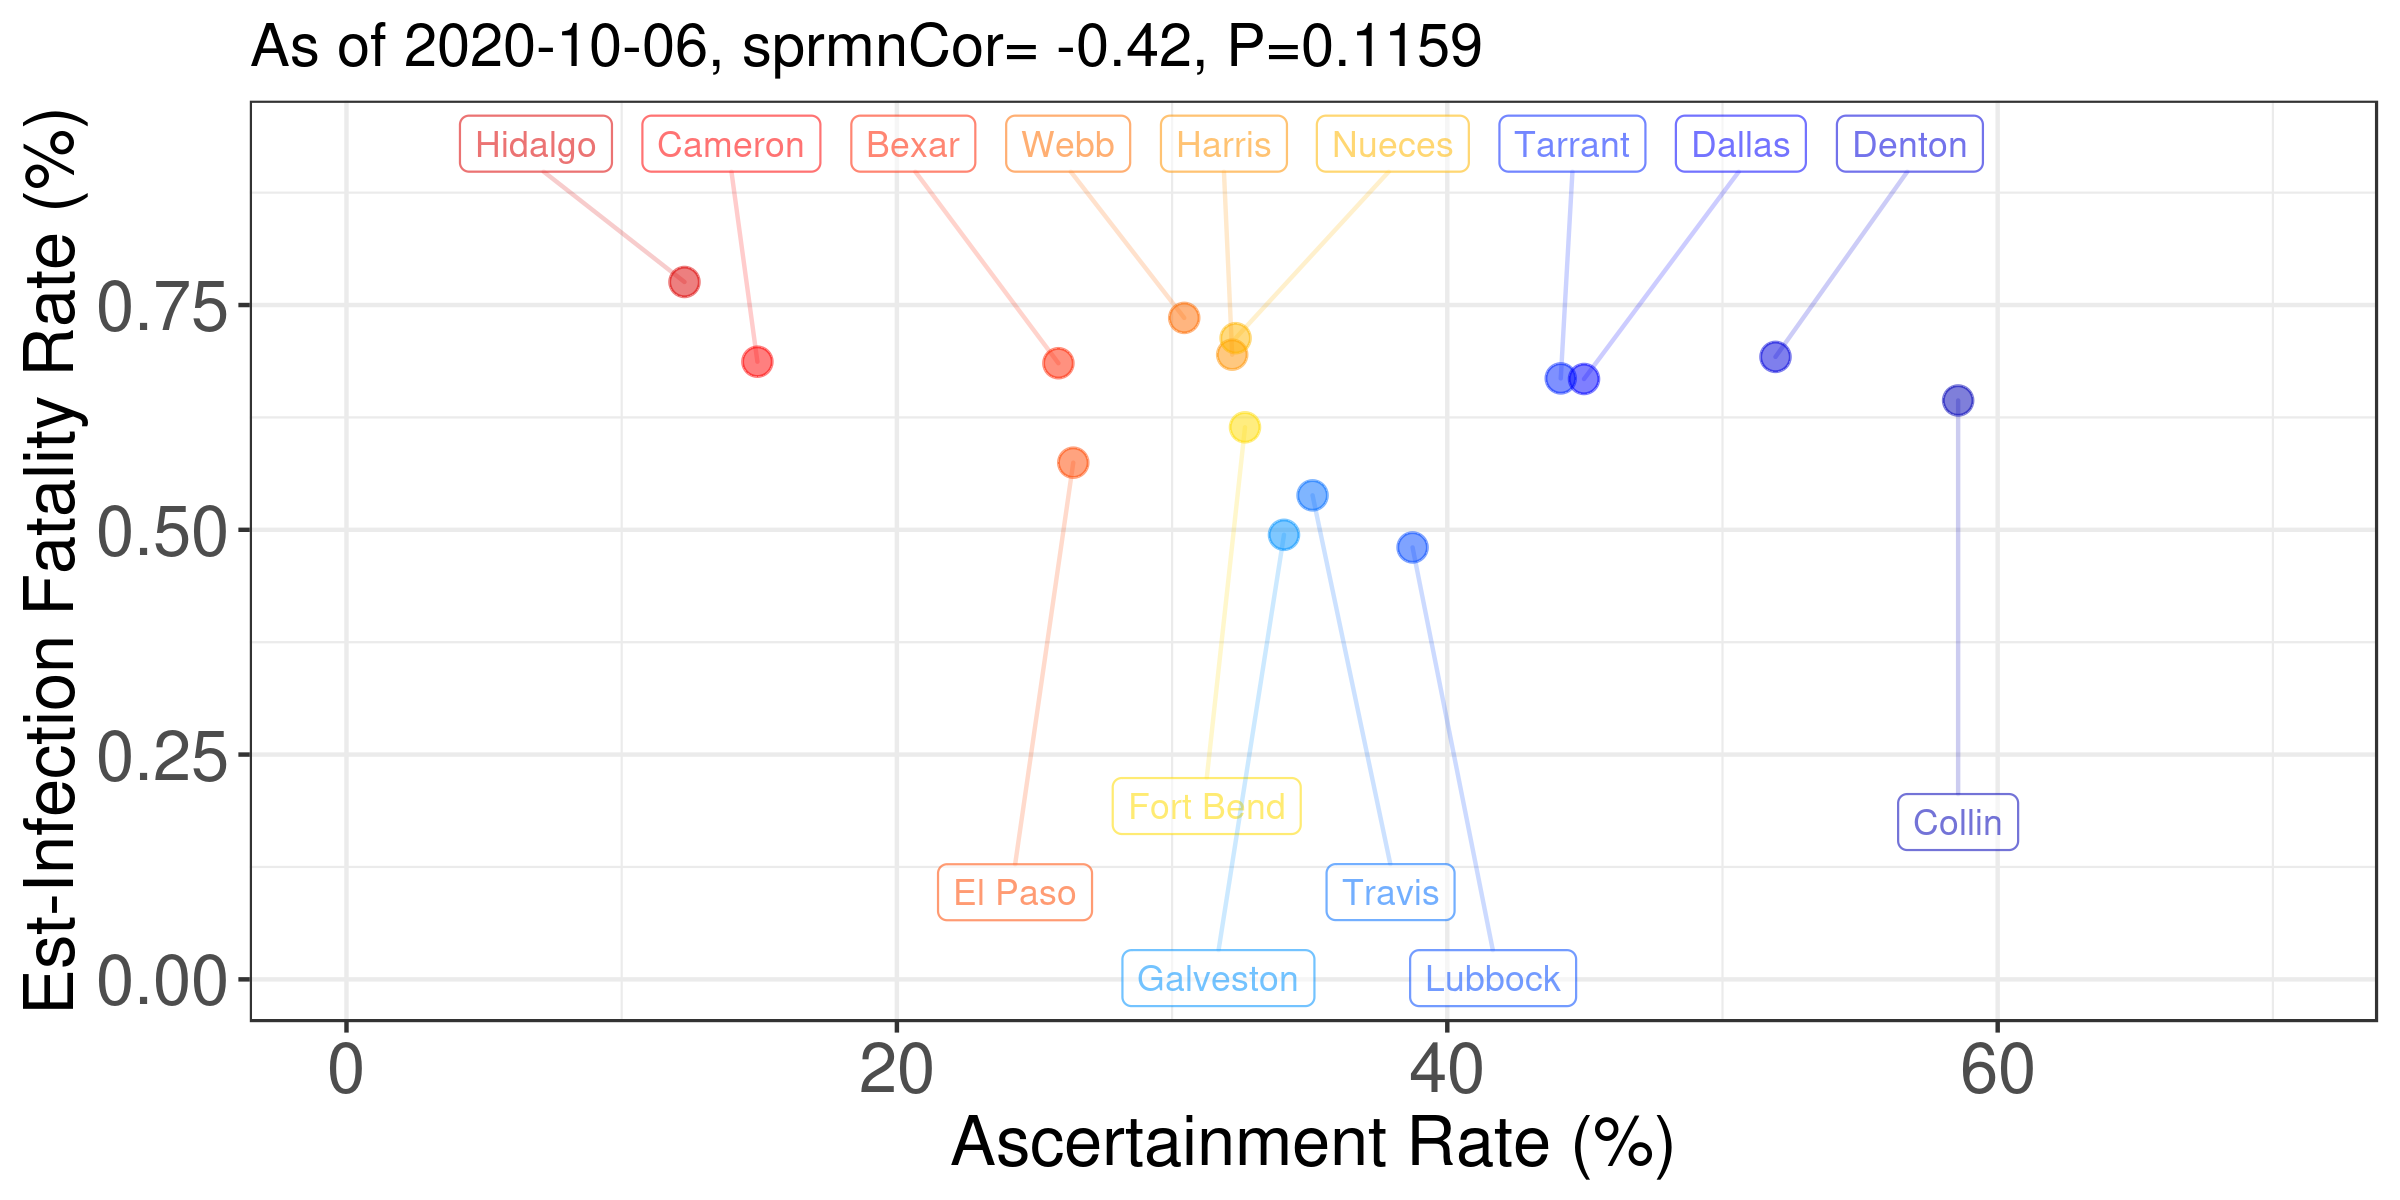 As of 2020-10-06, sprmnCor= -0.42, P=0.1159
Est-Infection Fatality Rate (%)
Hidalgo Cameron Bexar Webb Harris Nueces Tarrant Dallas Denton
0.75
0.50
0.25
Fort Bend
Collin
El Paso Travis
0.00
Galveston Lubbock
0 20 40 60
Ascertainment Rate (%)